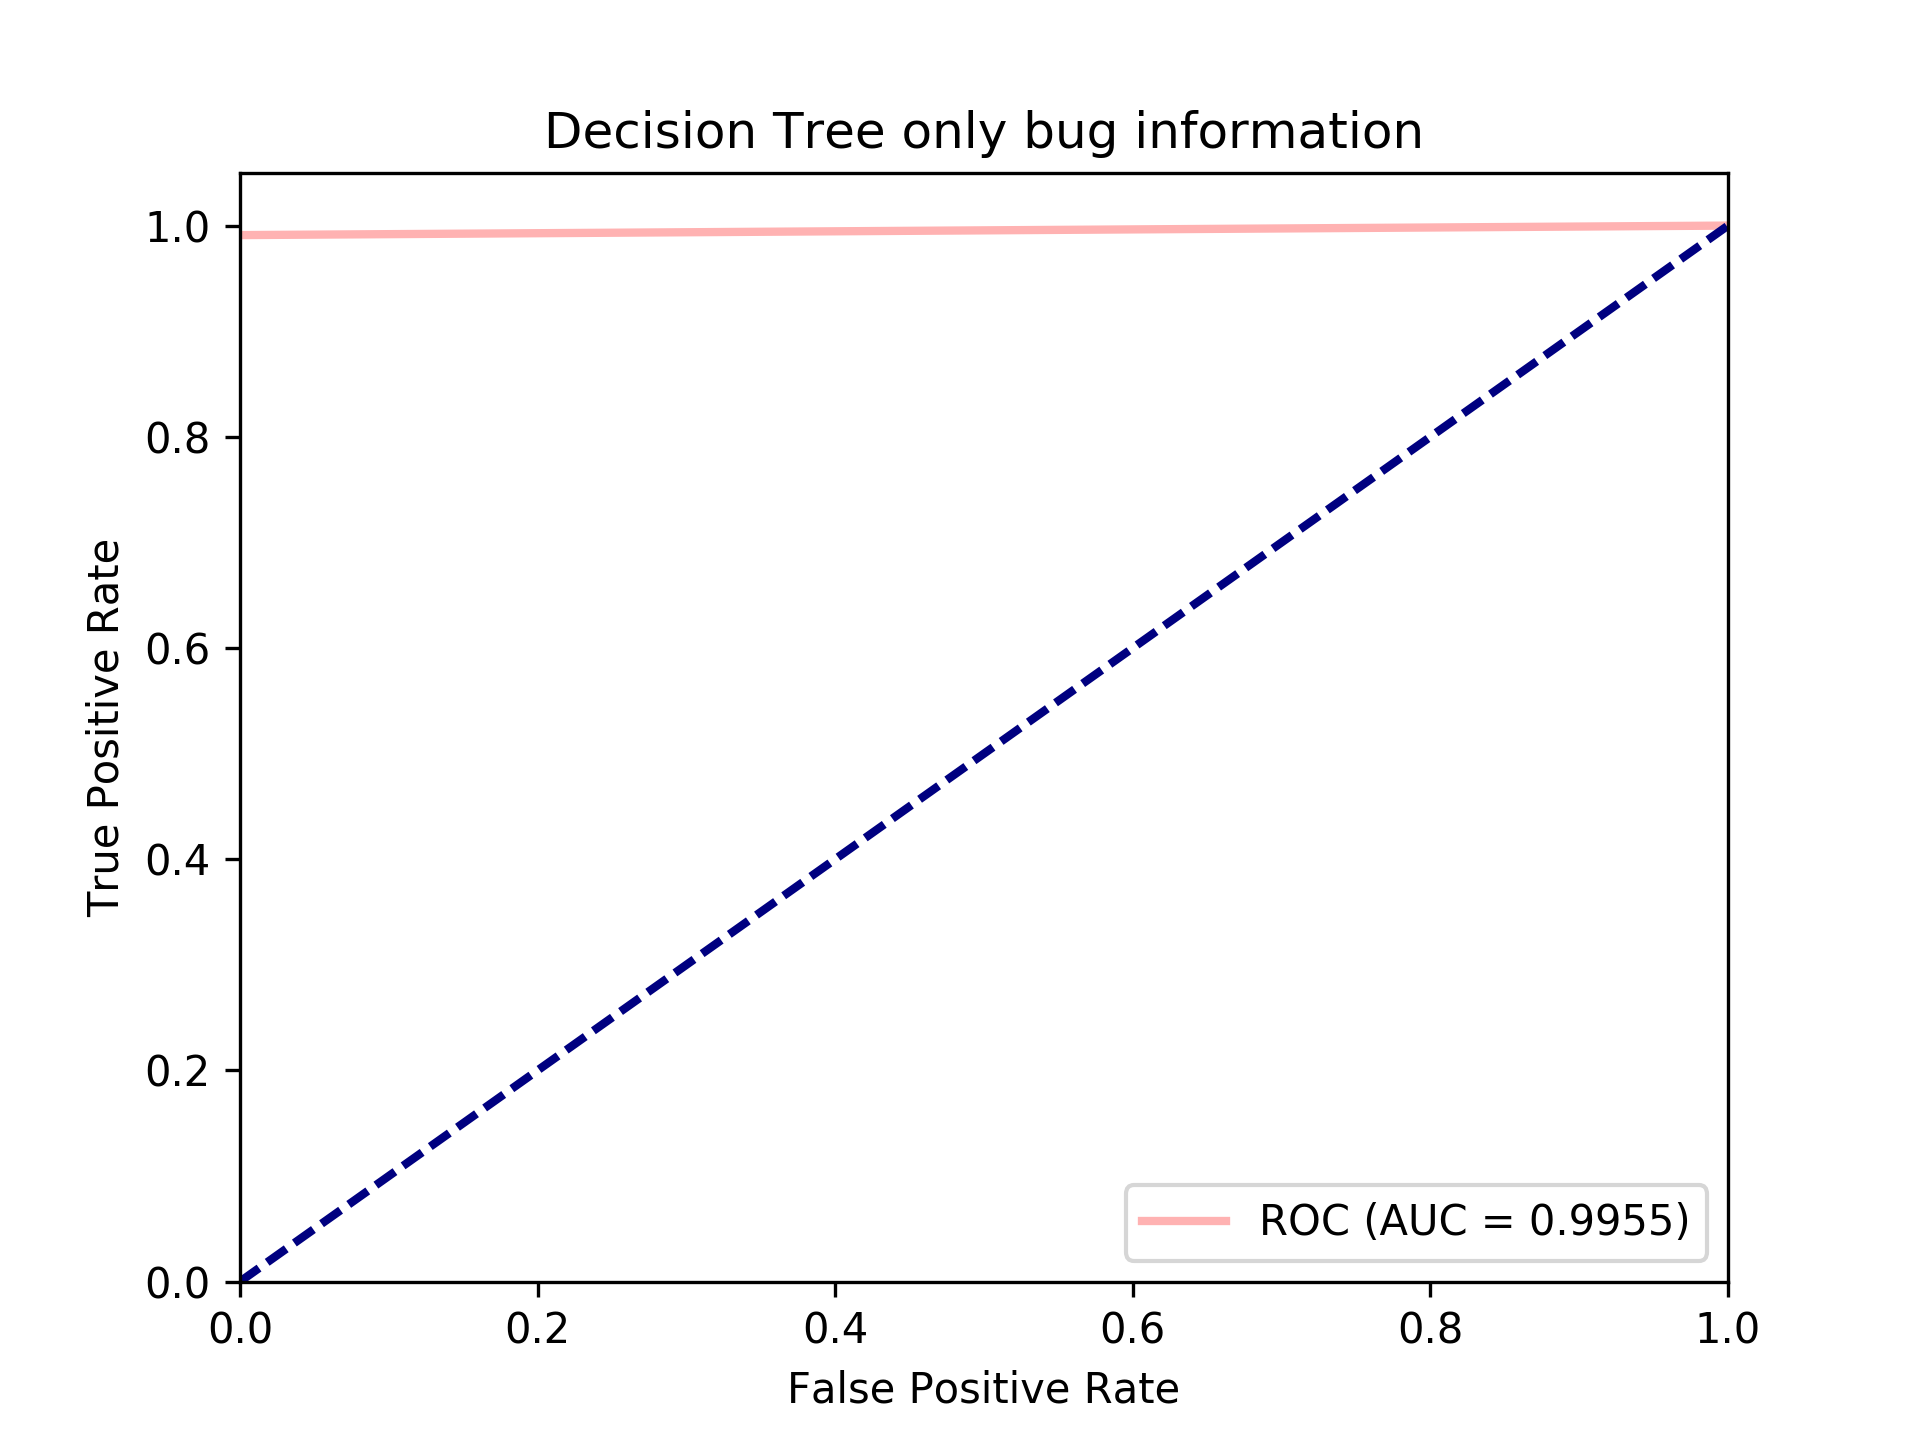 Decision Tree only bug information
1.0
0.8
0.6
0.4
0.2
0.0
True Positive Rate
ROC (AUC = 0.9955)
0.0 0.2 0.4 0.6 0.8 1.0
False Positive Rate